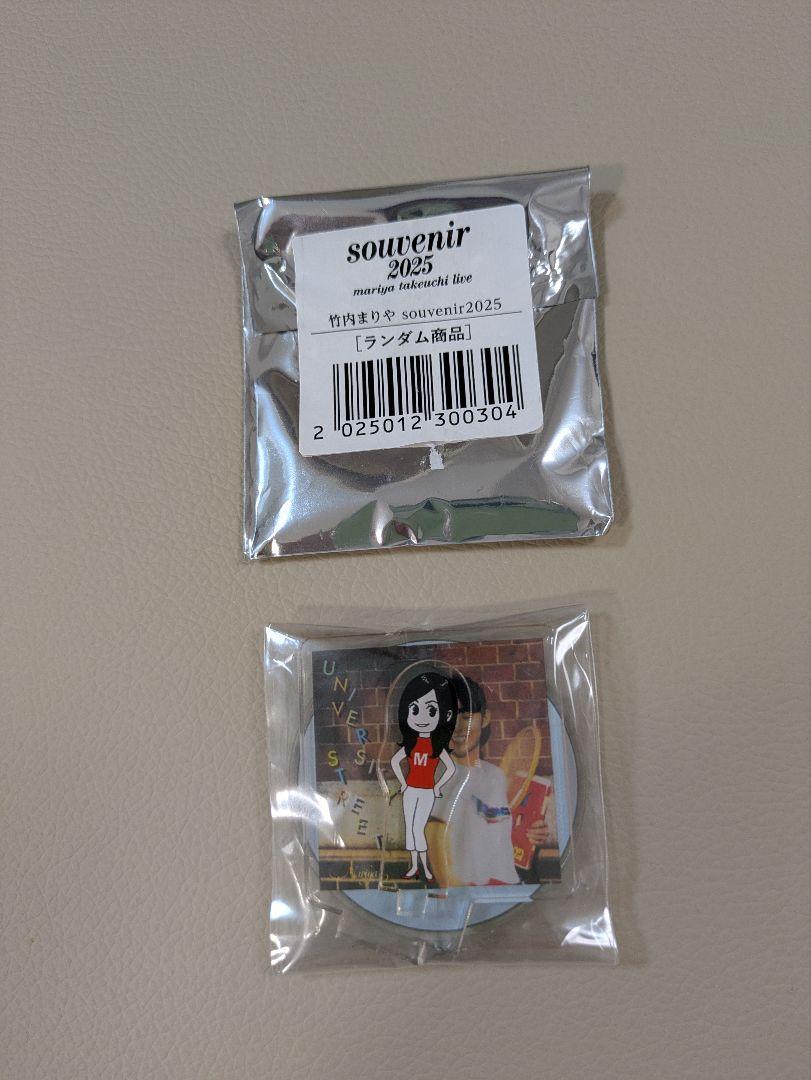 souvenir
2025
mariya takeuchi live
竹内まりや souvenir2025
[ランダム商品]
2 025012 300304
UNIVERSITY
STREET
Mariya
M